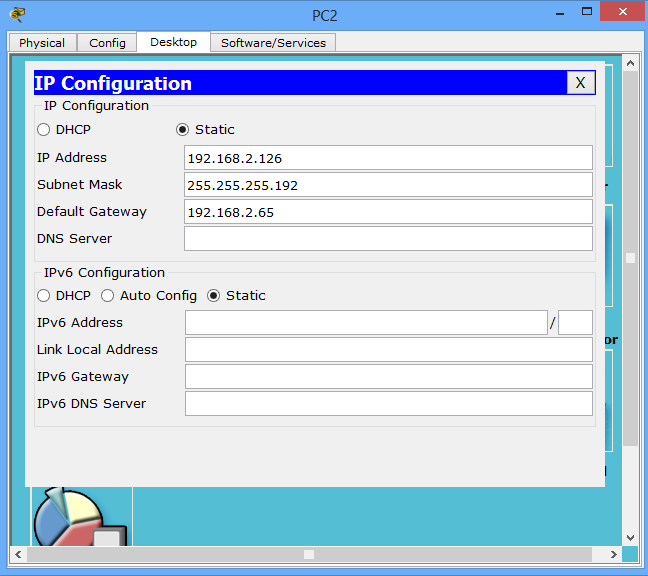 PC2
Physical Config Desktop Software/Services
IP Configuration X
IP Configuration
DHCP Static
IP Address 192.168.2.126
Subnet Mask 255.255.255.192
Default Gateway 192.168.2.65
DNS Server
IPv6 Configuration
DHCP Auto Config Static
IPv6 Address /
Link Local Address
IPv6 Gateway
IPv6 DNS Server
or